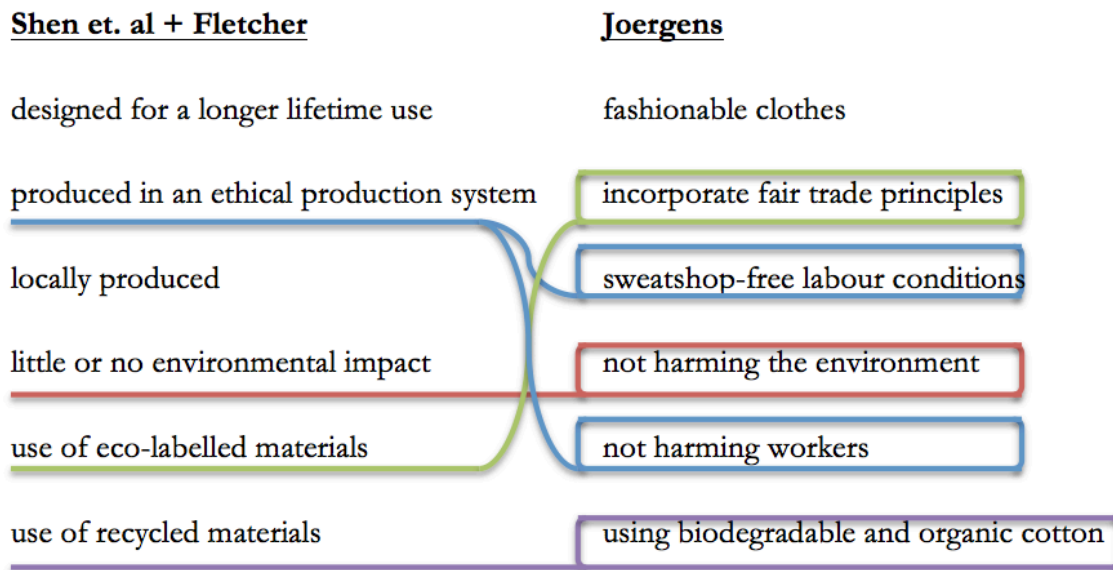 Shen et. al + Fletcher
Joergens
designed for a longer lifetime use
fashionable clothes
produced in an ethical production system
incorporate fair trade principles
locally produced
sweatshop-free labour conditions
little or no environmental impact
not harming the environment
use of eco-labelled materials
not harming workers
use of recycled materials
using biodegradable and organic cotton